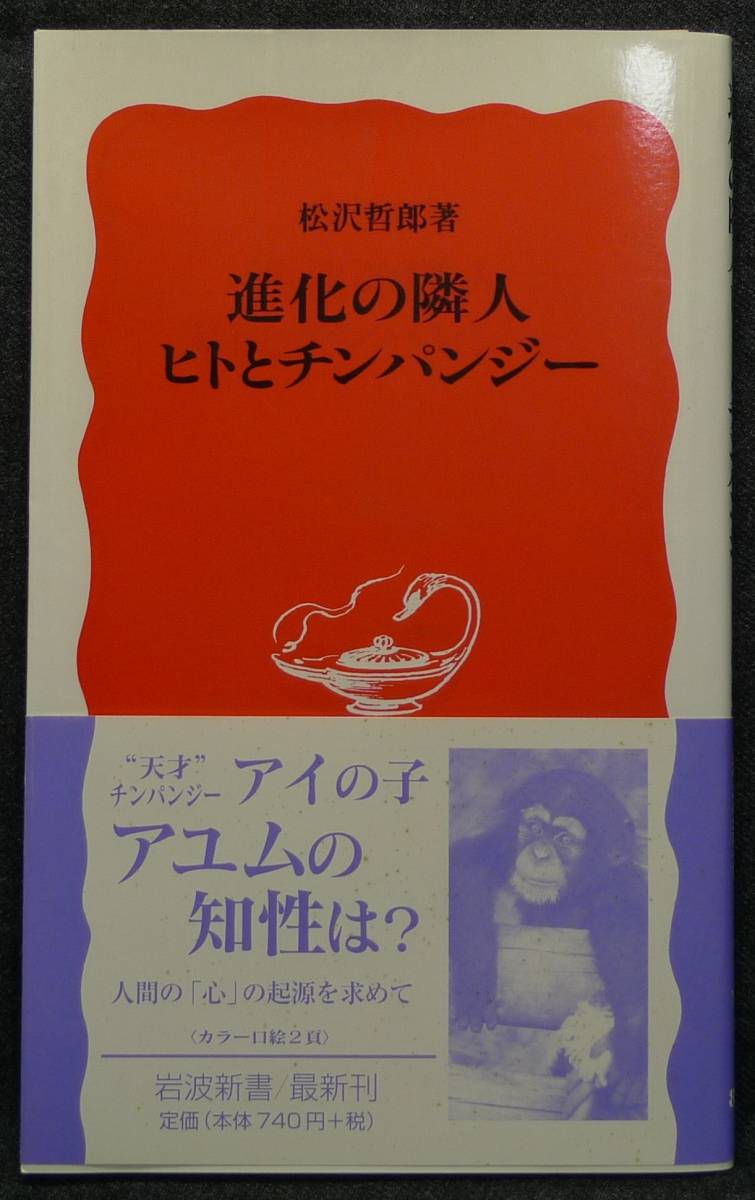 松沢哲郎著
進化の隣人
ヒトとチンパンジー
“天才”
チンパンジー アイの子
アユムの
知性は?
人間の「心」の起源を求めて
〈カラー口絵2頁〉
岩波新書/最新刊
定価(本体740円+税)